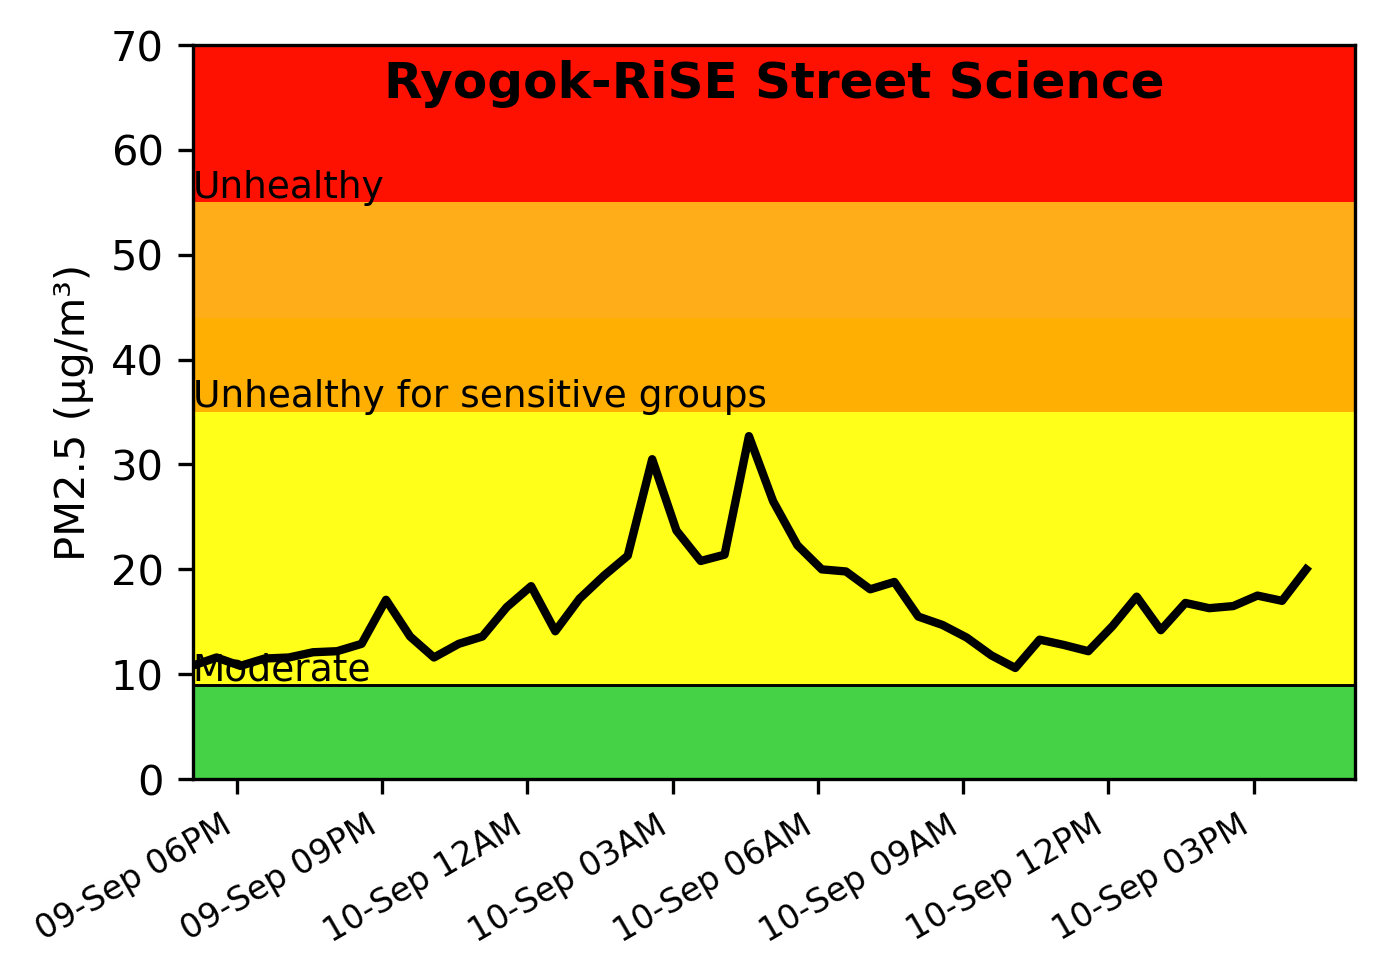 Ryogok-RiSE Street Science
70
60
50
40
30
20
10
0
PM2.5 (µg/m³)
Unhealthy
Unhealthy for sensitive groups
Moderate
09-Sep 06PM
09-Sep 09PM
10-Sep 12AM
10-Sep 03AM
10-Sep 06AM
10-Sep 09AM
10-Sep 12PM
10-Sep 03PM